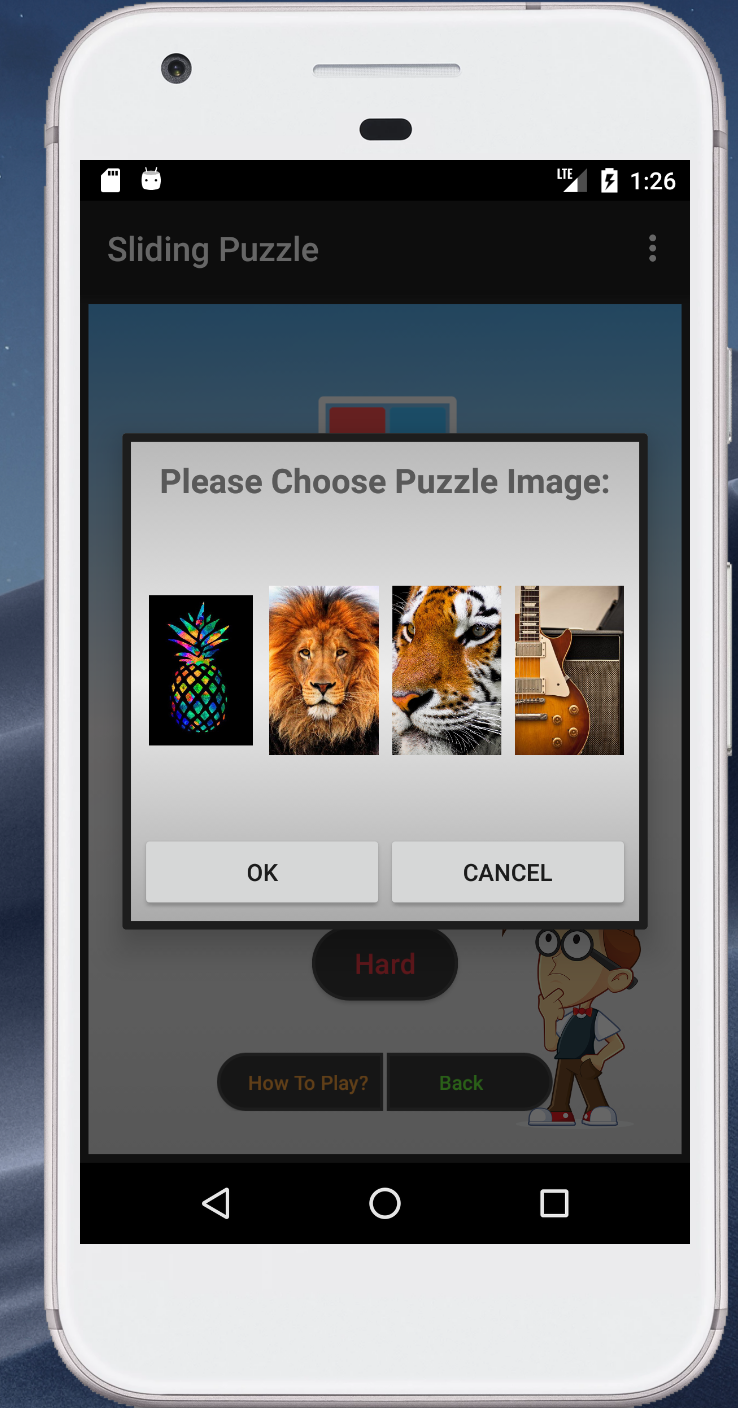 LTE 1:26
Sliding Puzzle
Please Choose Puzzle Image:
OK CANCEL
Hard
How To Play? Back